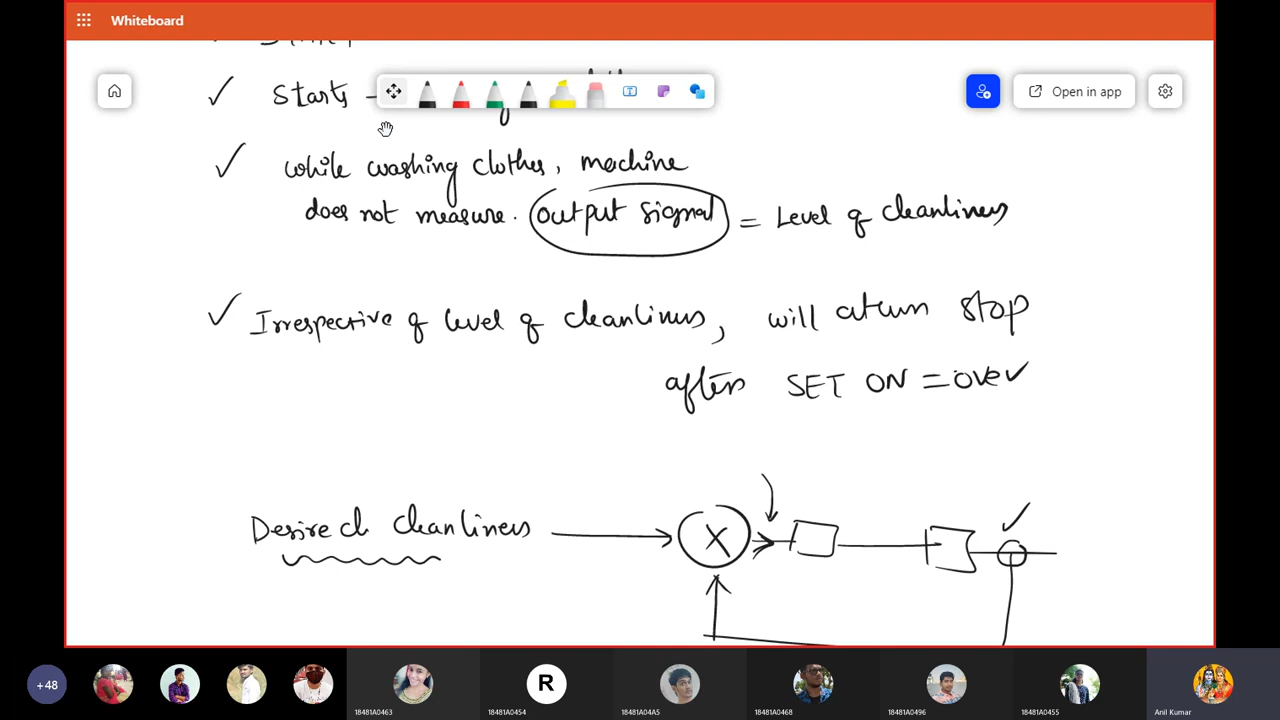 Whiteboard
Starts
Open in app
while washing clothes, machine
does not measure. output signal = Level of cleanliness
Irrespective of level of cleanliness, will stop
after SET ON = over
Desired cleanliness
X
+48
R
18481A0463
18481A0454
18481A04A5
18481A0468
18481A0496
18481A0455
Anil Kumar